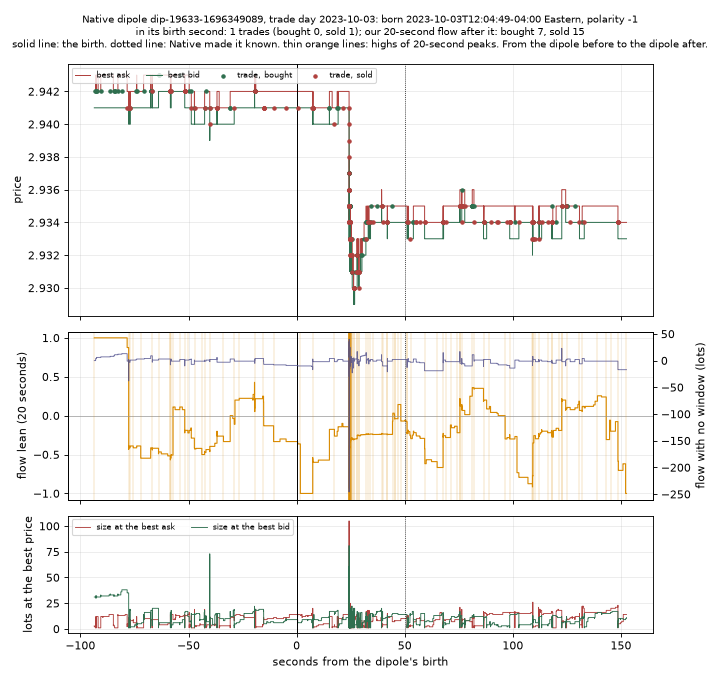 Native dipole dip-19633-1696349089, trade day 2023-10-03: born 2023-10-03T12:04:49-04:00 Eastern, polarity -1
in its birth second: 1 trades (bought 0, sold 1); our 20-second flow after it: bought 7, sold 15
solid line: the birth. dotted line: Native made it known. thin orange lines: highs of 20-second peaks. From the dipole before to the dipole after.
best ask
best bid
trade, bought
trade, sold
2.942
2.940
2.938
2.936
2.934
2.932
2.930
price
1.0
0.5
0.0
−0.5
−1.0
flow lean (20 seconds)
50
0
−50
−100
−150
−200
−250
flow with no window (lots)
size at the best ask
size at the best bid
100
75
50
25
0
lots at the best price
−100
−50
0
50
100
150
seconds from the dipole's birth